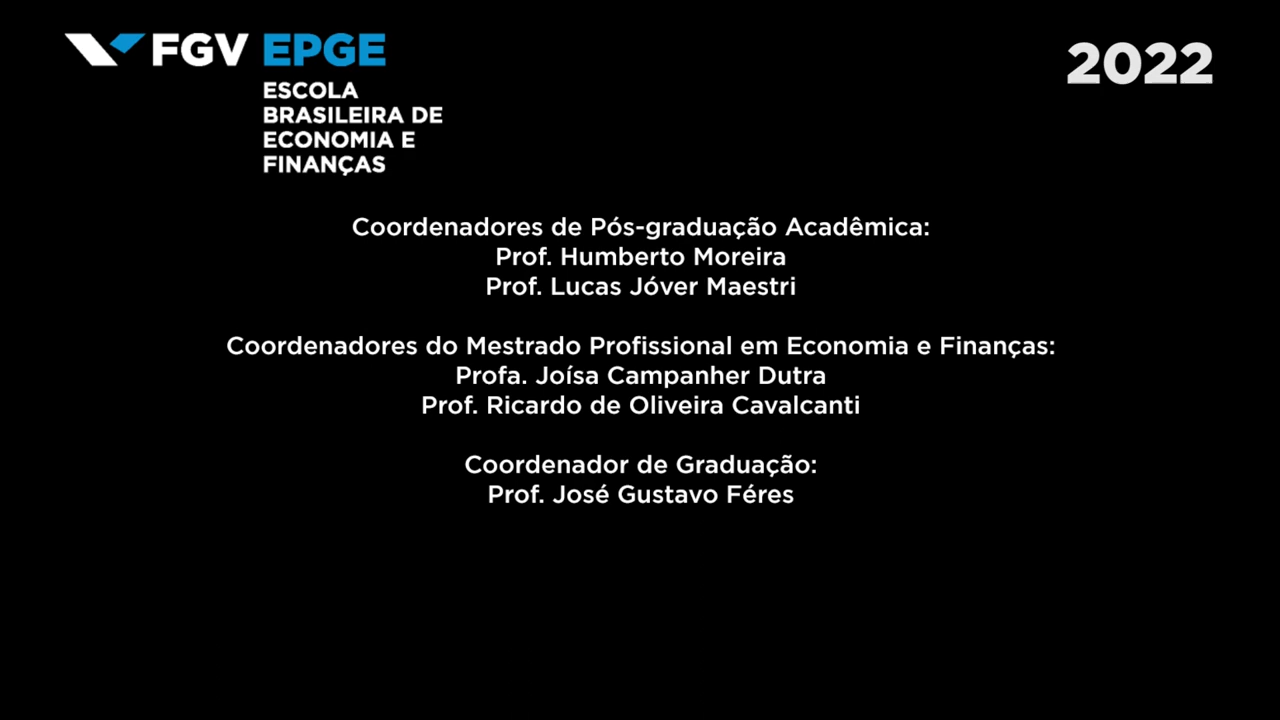 FGV EPGE
ESCOLA
BRASILEIRA DE
ECONOMIA E
FINANÇAS
2022
Coordenadores de Pós-graduação Acadêmica:
Prof. Humberto Moreira
Prof. Lucas Jóver Maestri
Coordenadores do Mestrado Profissional em Economia e Finanças:
Profa. Joísa Campanher Dutra
Prof. Ricardo de Oliveira Cavalcanti
Coordenador de Graduação:
Prof. José Gustavo Féres